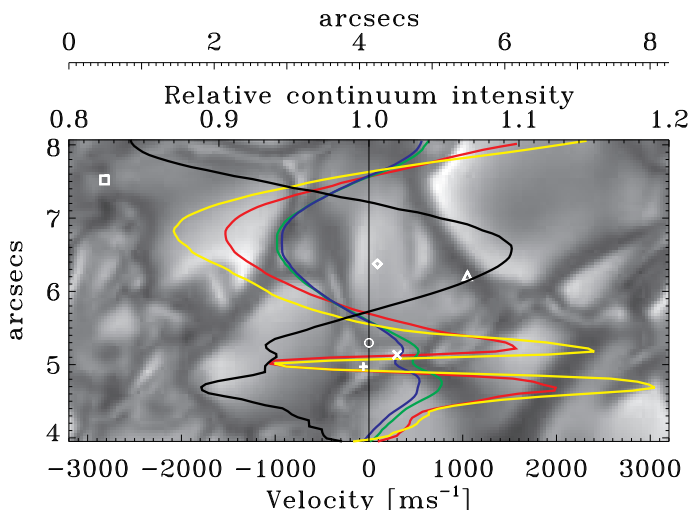 arcsecs
0 2 4 6 8
Relative continuum intensity
0.8 0.9 1.0 1.1 1.2
8
7
6
5
4
arcsecs
-3000 -2000 -1000 0 1000 2000 3000
Velocity [ms⁻¹]